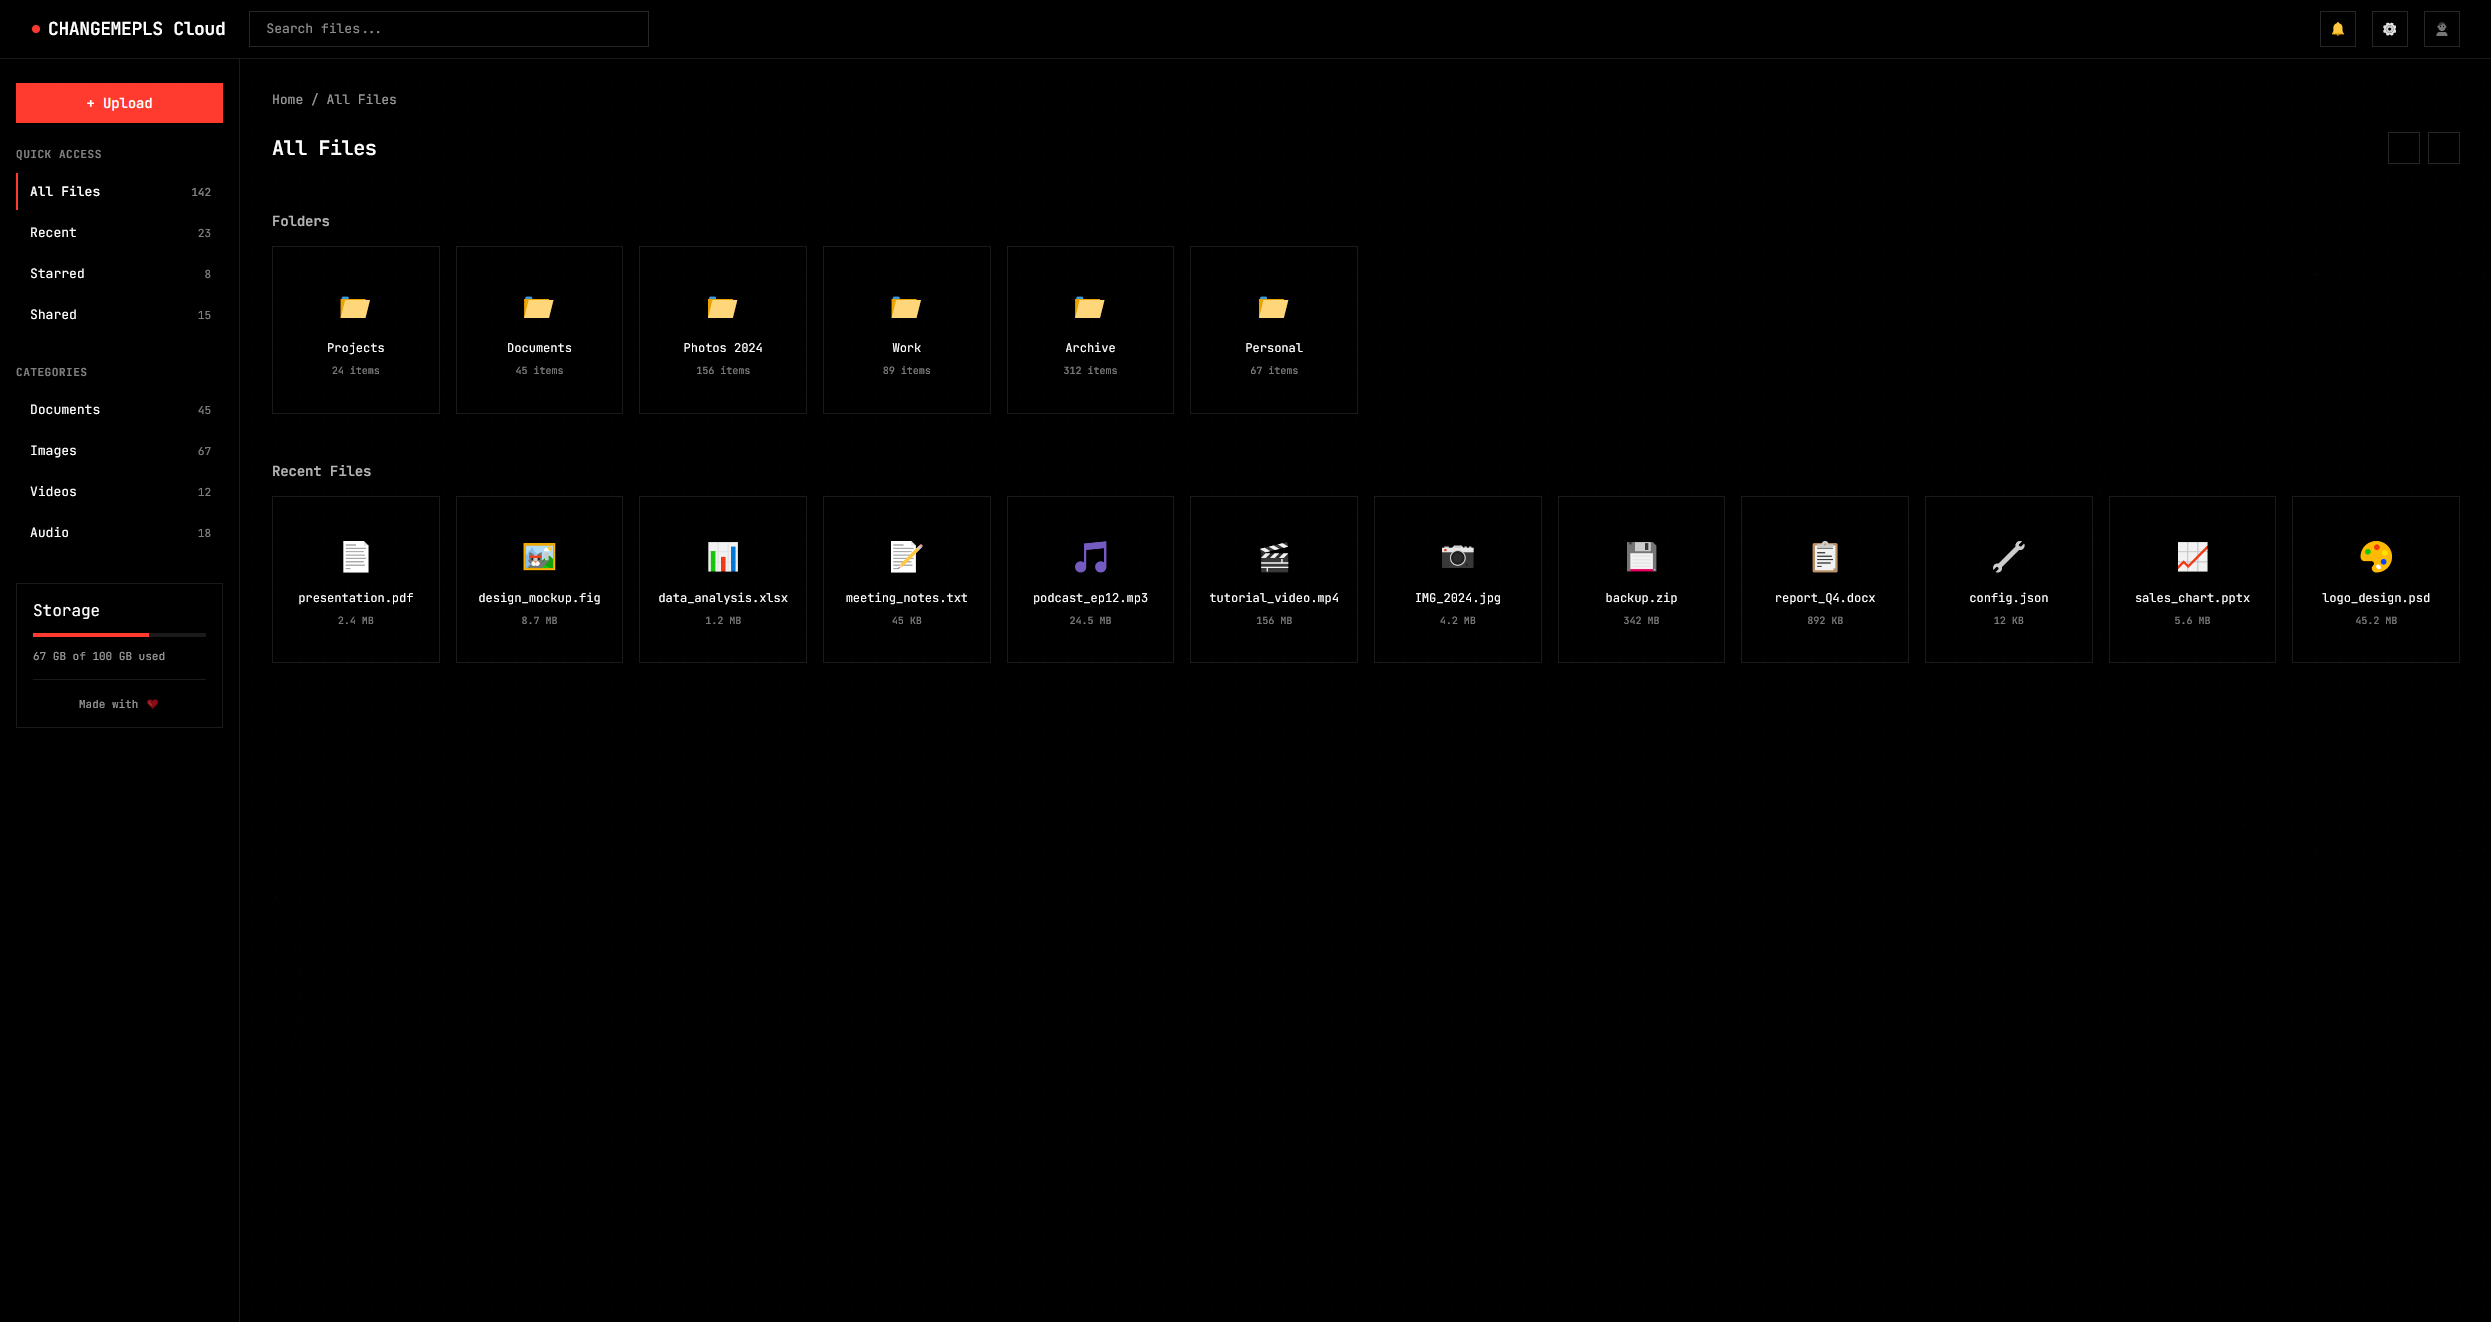 CHANGEMEPLS Cloud
Search files...
+ Upload
QUICK ACCESS
All Files 142
Recent 23
Starred 8
Shared 15
CATEGORIES
Documents 45
Images 67
Videos 12
Audio 18
Storage
67 GB of 100 GB used
Made with
Home / All Files
All Files
Folders
Projects
24 items
Documents
45 items
Photos 2024
156 items
Work
89 items
Archive
312 items
Personal
67 items
Recent Files
presentation.pdf
2.4 MB
design_mockup.fig
8.7 MB
data_analysis.xlsx
1.2 MB
meeting_notes.txt
45 KB
podcast_ep12.mp3
24.5 MB
tutorial_video.mp4
156 MB
IMG_2024.jpg
4.2 MB
backup.zip
342 MB
report_Q4.docx
892 KB
config.json
12 KB
sales_chart.pptx
5.6 MB
logo_design.psd
45.2 MB